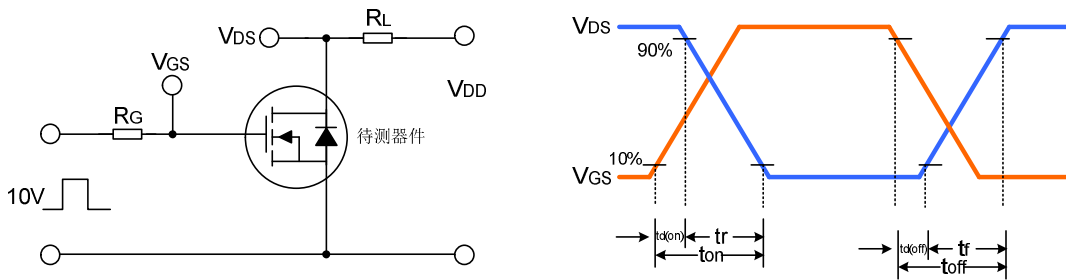 VDS
RL
VGS
VDD
RG
待测器件
10V
VDS
90%
10%
VGS
td(on)
tr
ton
td(off)
tf
toff